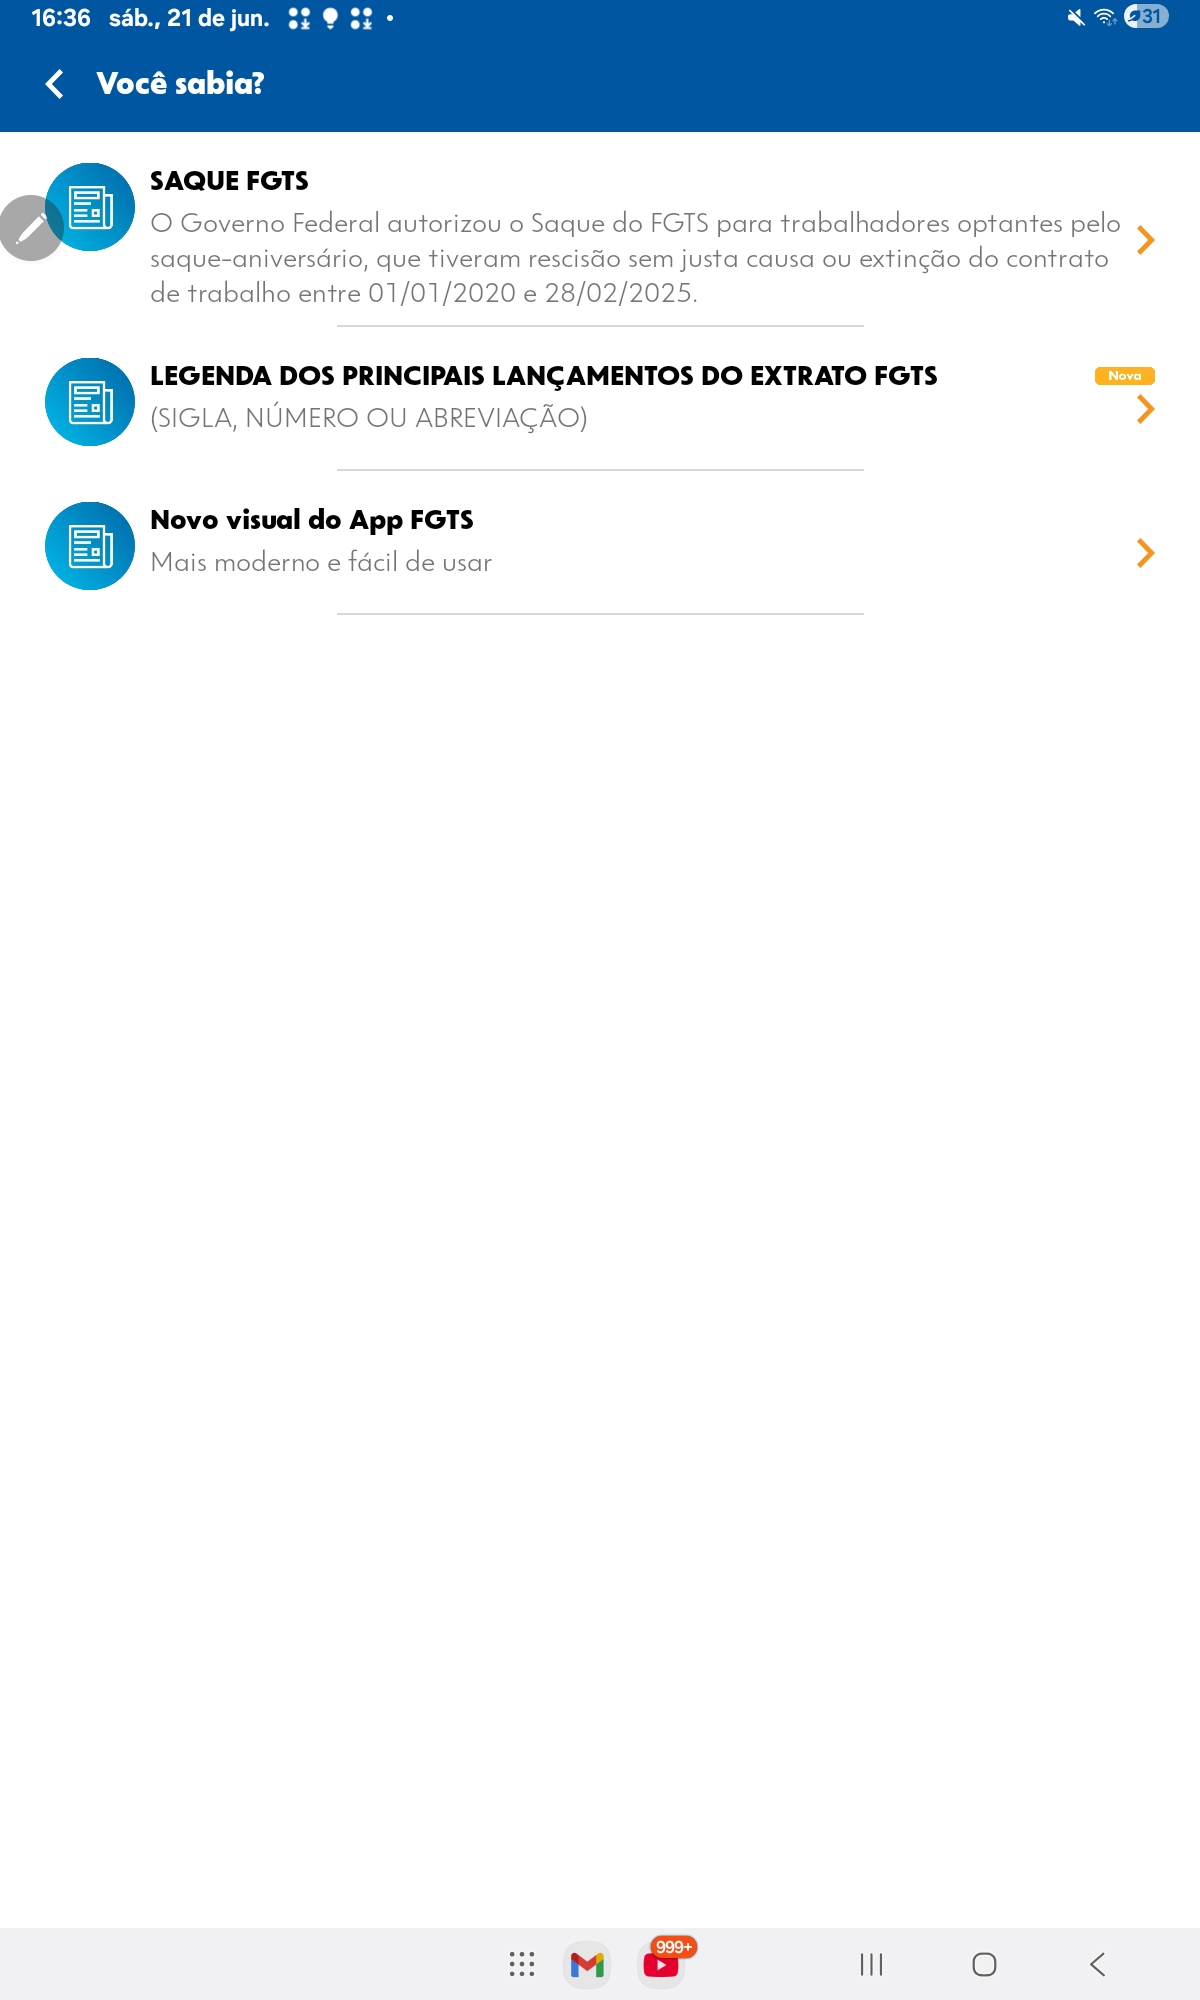 16:36 sáb., 21 de jun.
31
Você sabia?
SAQUE FGTS
O Governo Federal autorizou o Saque do FGTS para trabalhadores optantes pelo
saque-aniversário, que tiveram rescisão sem justa causa ou extinção do contrato
de trabalho entre 01/01/2020 e 28/02/2025.
LEGENDA DOS PRINCIPAIS LANÇAMENTOS DO EXTRATO FGTS
Nova
(SIGLA, NÚMERO OU ABREVIAÇÃO)
Novo visual do App FGTS
Mais moderno e fácil de usar
999+